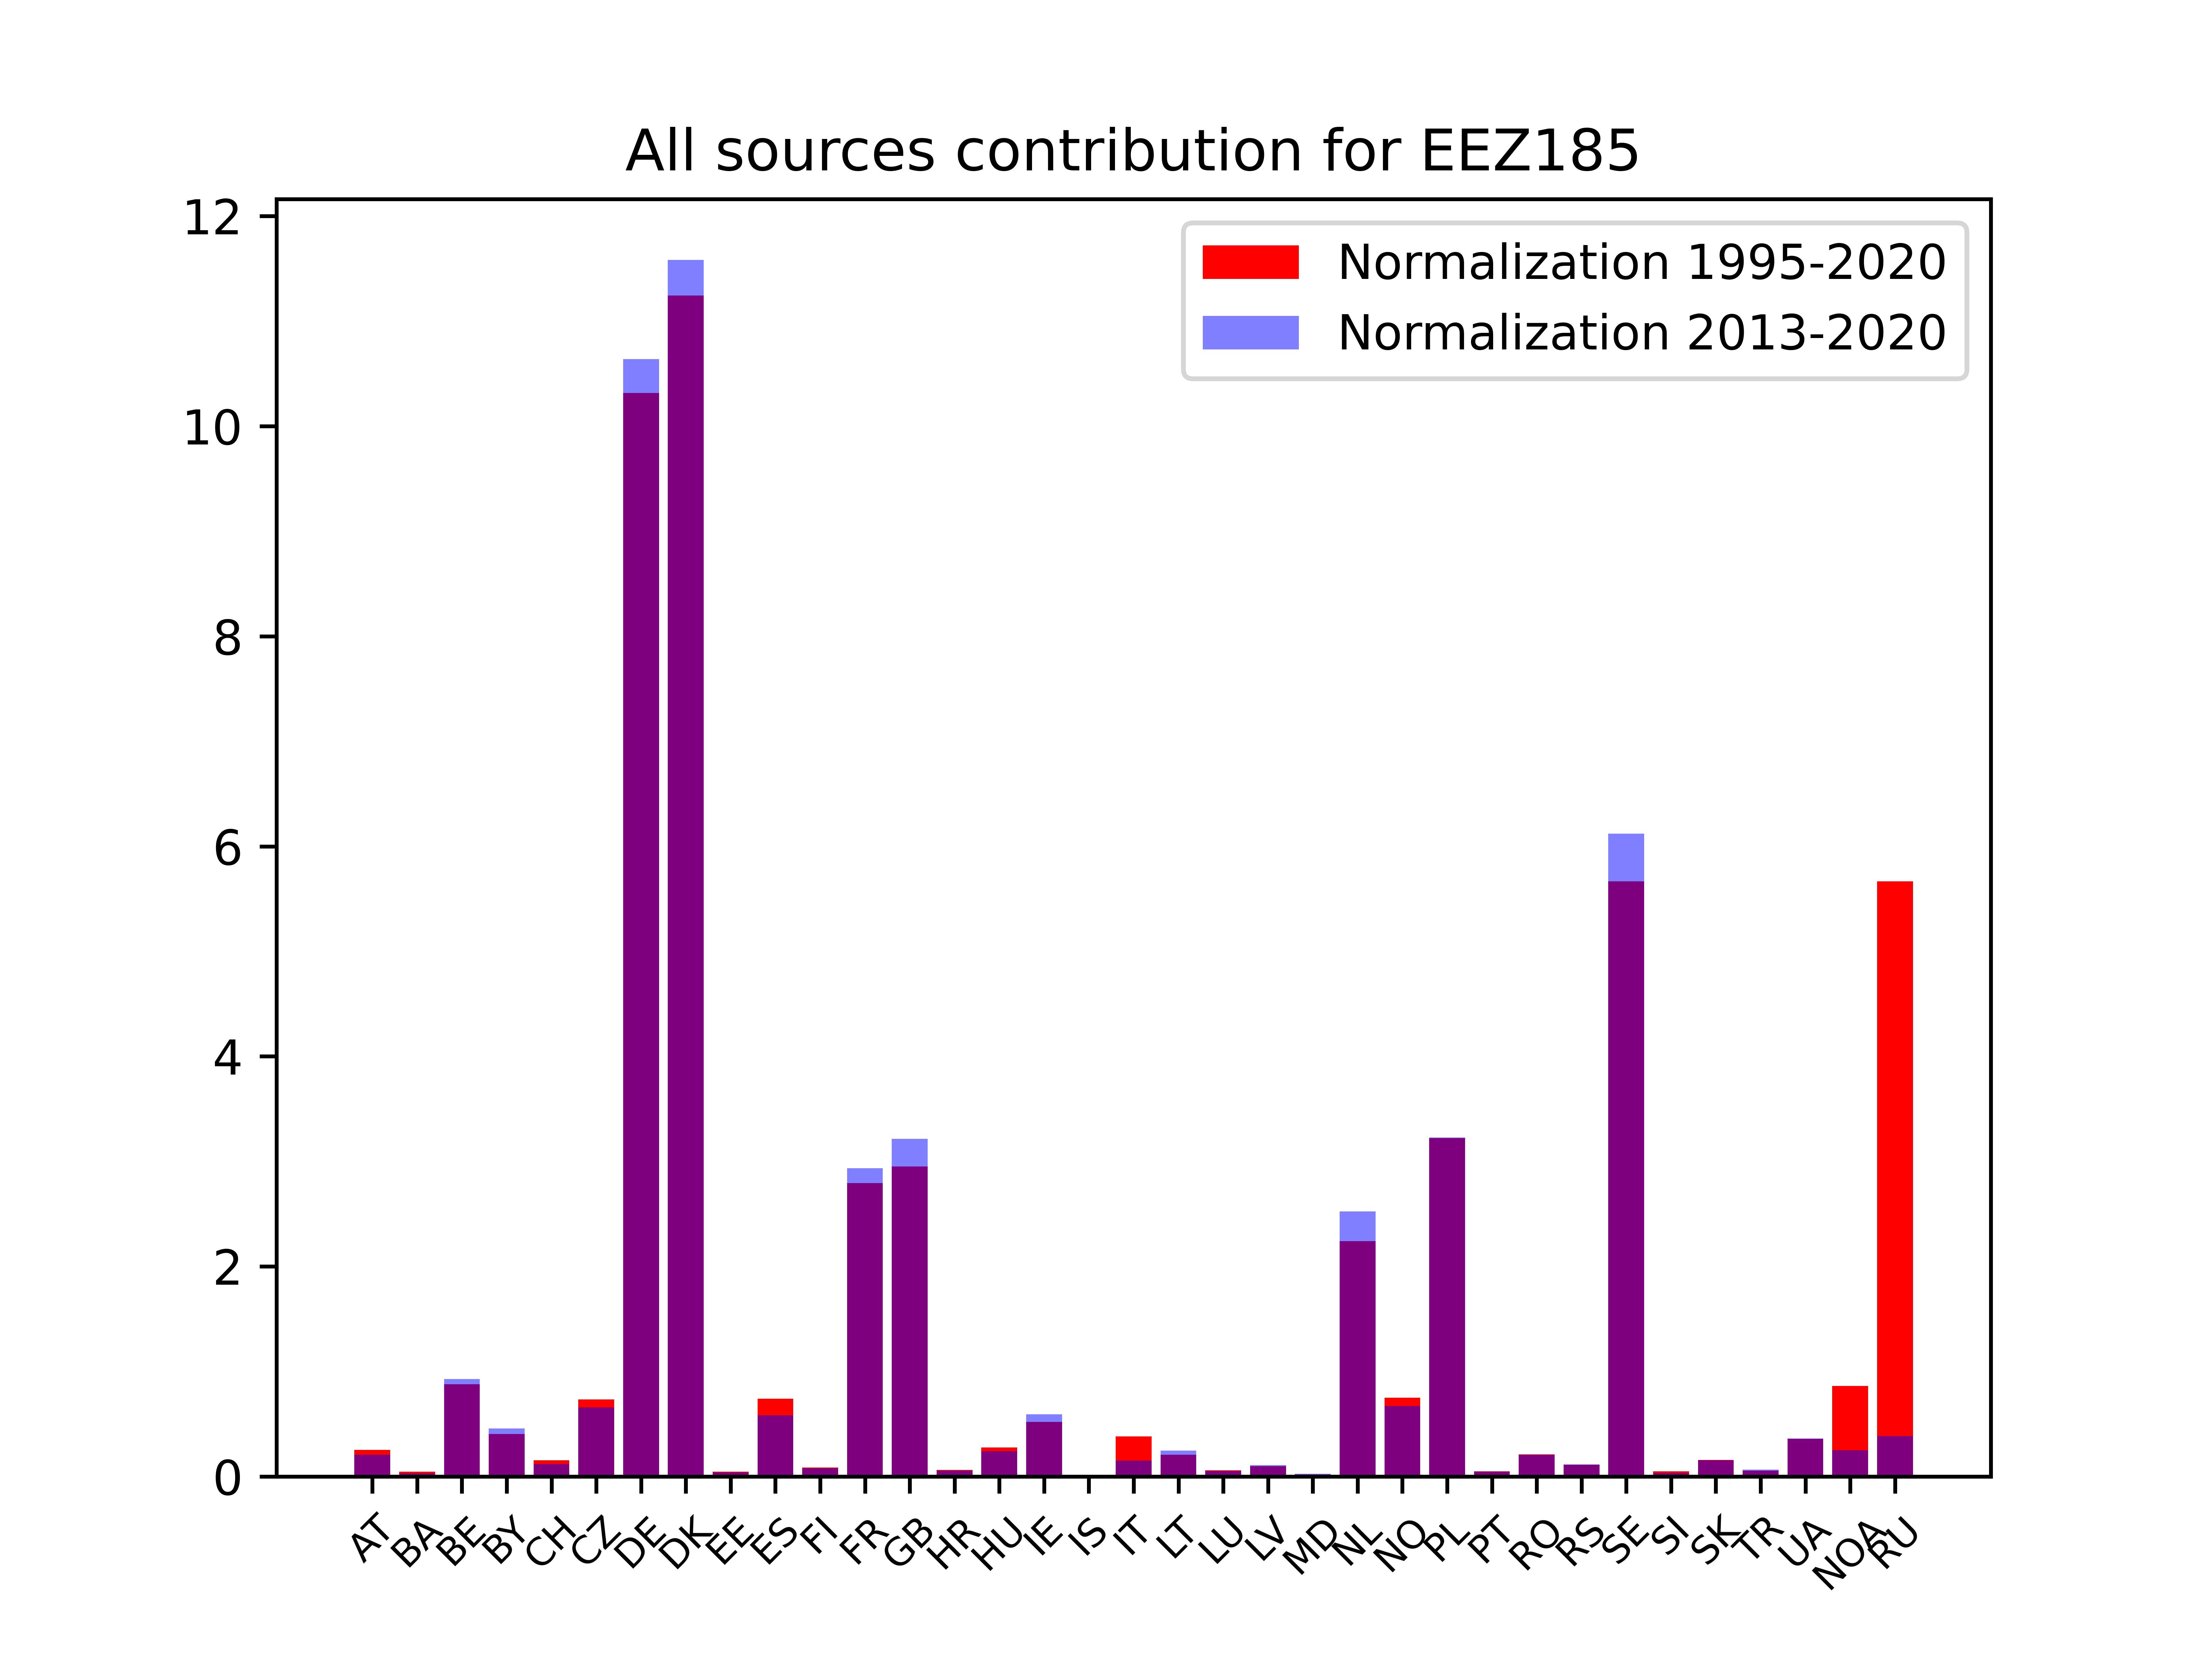 All sources contribution for EEZ185
Normalization 1995-2020
Normalization 2013-2020
12
10
8
6
4
2
0
AT BA BE BY CH CZ DE DK EE ES FI FR GB HR HU IE IS IT LT LU LV MD NL NO PL PT RO RS SE SI SK TR UA NOA RU